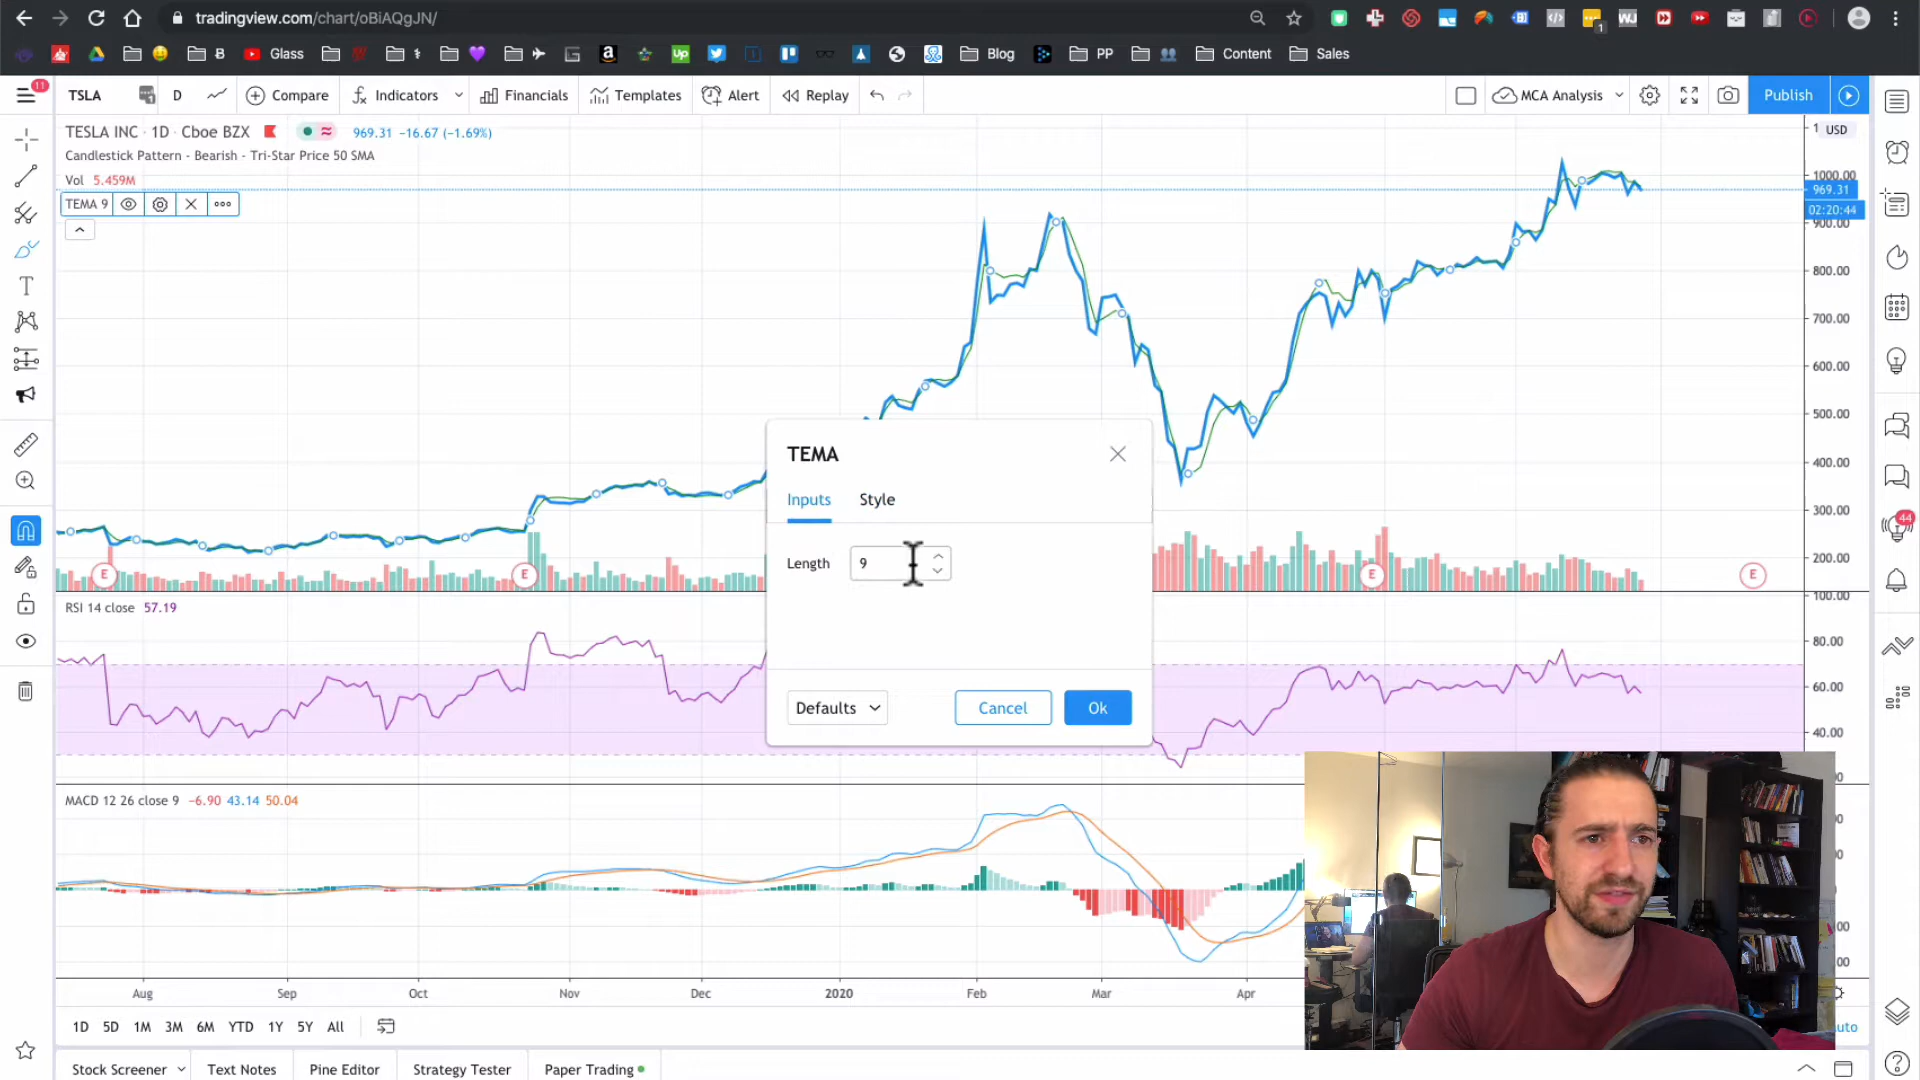 tradingview.com/chart/oBiAQgJN/
1
Glass
Blog
PP
Content
Sales
11
TSLA
D
Compare
Indicators
Financials
Templates
Alert
Replay
MCA Analysis
Publish
TESLA INC · 1D · Cboe BZX
969.31 −16.67 (−1.69%)
USD
Candlestick Pattern - Bearish - Tri-Star Price 50 SMA
Vol 5.459M
TEMA 9
1000.00
969.31
02:20:44
900.00
800.00
700.00
600.00
500.00
400.00
300.00
200.00
44
TEMA
Inputs Style
Length 9
Defaults
Cancel
Ok
E
E
E
E
RSI 14 close 57.19
100.00
80.00
60.00
40.00
MACD 12 26 close 9 −6.90 43.14 50.04
Aug Sep Oct Nov Dec 2020 Feb Mar Apr
1D 5D 1M 3M 6M YTD 1Y 5Y All
Stock Screener
Text Notes
Pine Editor
Strategy Tester
Paper Trading